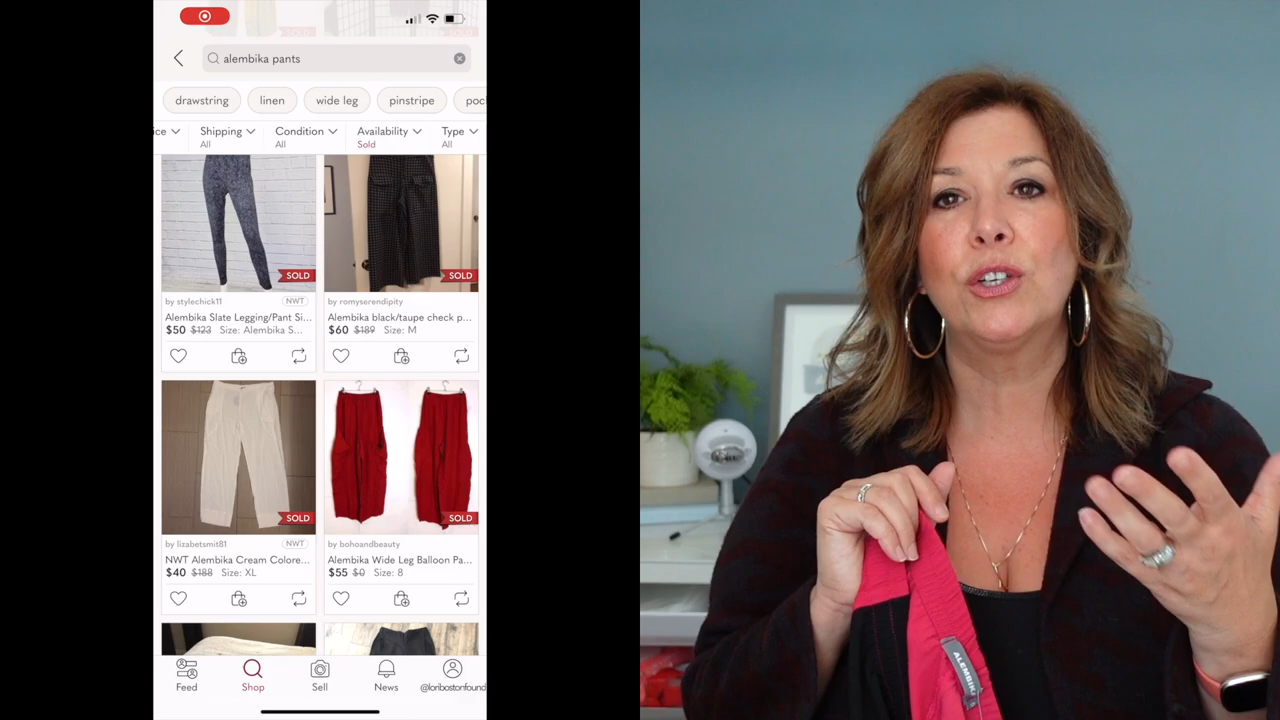 alembika pants
drawstring
linen
wide leg
pinstripe
poc
ice
Shipping
All
Condition
All
Availability
Sold
Type
All
SOLD
SOLD
by stylechick11
NWT
Alembika Slate Legging/Pant Si...
$50 $123 Size: Alembika S...
by romyserendipity
Alembika black/taupe check p...
$60 $189 Size: M
SOLD
SOLD
by lizabetsmit81
NWT
NWT Alembika Cream Colore...
$40 $188 Size: XL
by bohoandbeauty
Alembika Wide Leg Balloon Pa...
$55 $0 Size: 8
Feed
Shop
Sell
News
@loribostonfound
ALEMBIKA